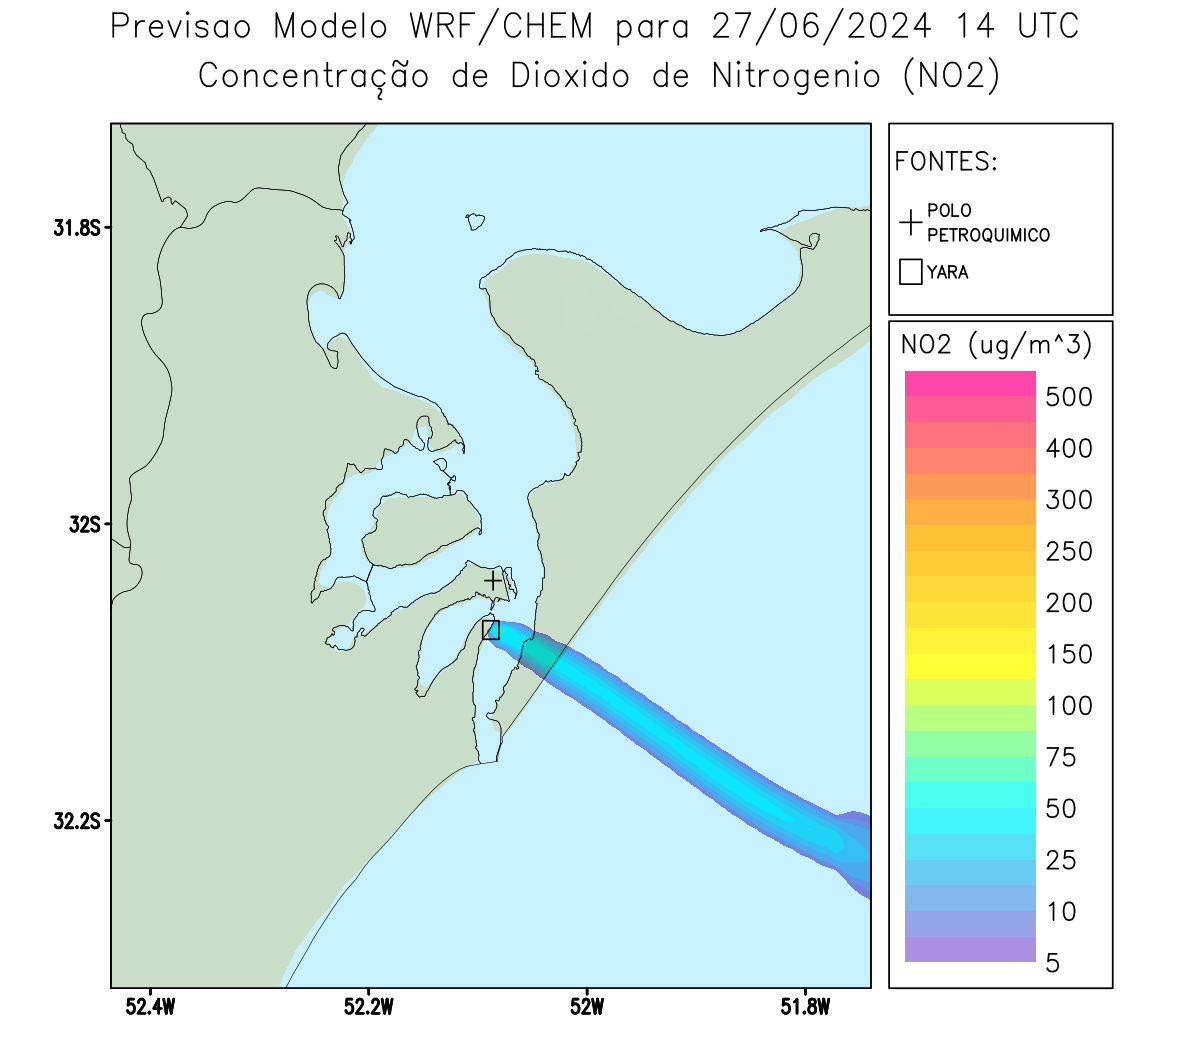 Previsao Modelo WRF/CHEM para 27/06/2024 14 UTC
Concentração de Dioxido de Nitrogenio (NO2)
FONTES:
POLO
PETROQUIMICO
YARA
NO2 (ug/m^3)
500
400
300
250
200
150
100
75
50
25
10
5
31.8S
32S
32.2S
52.4W
52.2W
52W
51.8W